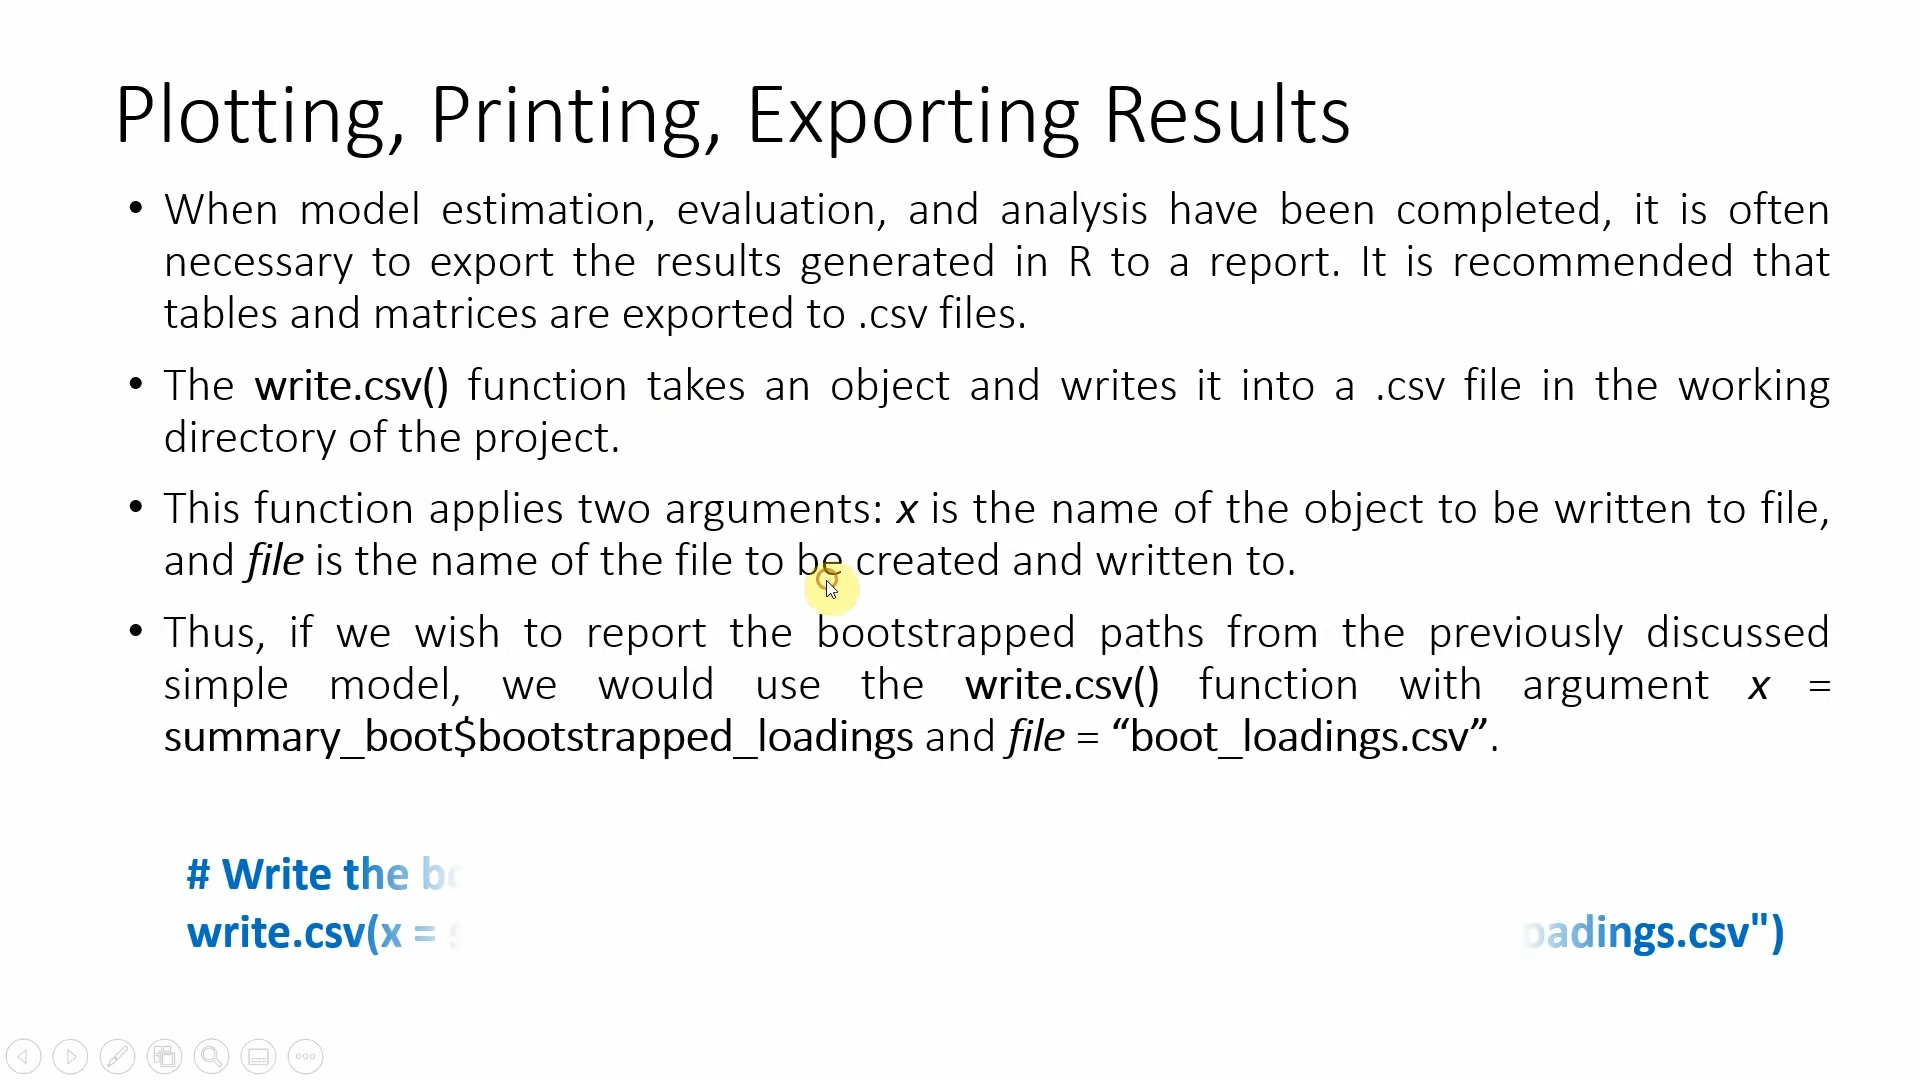 Plotting, Printing, Exporting Results
• When model estimation, evaluation, and analysis have been completed, it is often
necessary to export the results generated in R to a report. It is recommended that
tables and matrices are exported to .csv files.
• The write.csv() function takes an object and writes it into a .csv file in the working
directory of the project.
• This function applies two arguments: x is the name of the object to be written to file,
and file is the name of the file to be created and written to.
• Thus, if we wish to report the bootstrapped paths from the previously discussed
simple model, we would use the write.csv() function with argument x =
summary_boot$bootstrapped_loadings and file = “boot_loadings.csv”.
# Write the
write.csv(x = oadings.csv")